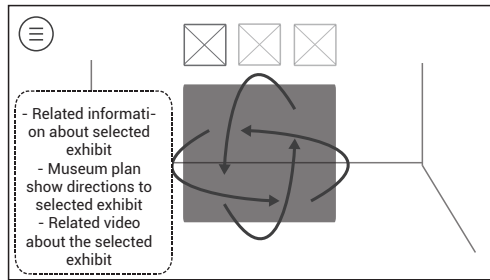 - Related informati-
on about selected
exhibit
- Museum plan
show directions to
selected exhibit
- Related video
about the selected
exhibit